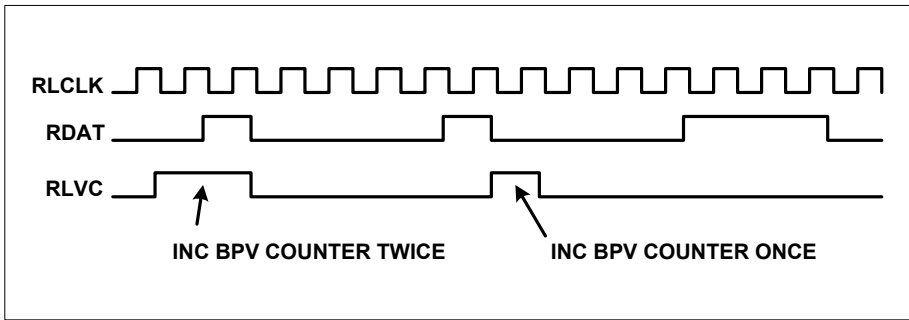 RLCLK
RDAT
RLVC
INC BPV COUNTER TWICE
INC BPV COUNTER ONCE